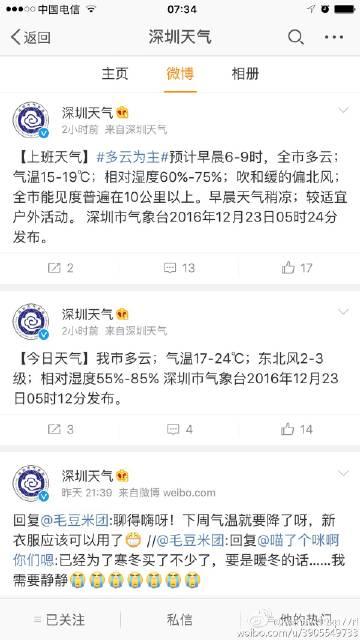 中国电信 07:34
返回 深圳天气
主页 微博 相册
深圳天气
2小时前 来自深圳天气
【上班天气】#多云为主#预计早晨6-9时，全市多云；
气温15-19℃；相对湿度60%-75%；吹和缓的偏北风；
全市能见度普遍在10公里以上。早晨天气稍凉；较适宜
户外活动。 深圳市气象台2016年12月23日05时24分
发布。
2 13 17
深圳天气
2小时前 来自深圳天气
【今日天气】我市多云；气温17-24℃；东北风2-3
级；相对湿度55%-85% 深圳市气象台2016年12月23
日05时12分发布。
3 4 14
深圳天气
昨天 21:39 来自微博 weibo.com
回复@毛豆米团:聊得嗨呀！下周气温就要降了呀，新
衣服应该可以用了 //@毛豆米团:回复@喵了个咪啊
你们嗯:已经为了寒冬买了不少了，要是暖冬的话……我
需要静静
已关注 私信 他的热门
weibo.com/u/3905549733